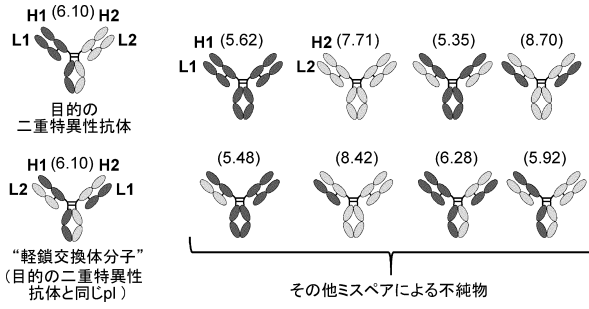 H1 (6.10) H2
L1 L2
目的の
二重特異性抗体
H1 (5.62) H2 (7.71) (5.35) (8.70)
L1 L2
H1 (6.10) H2
L2 L1
“軽鎖交換体分子”
（目的の二重特異性
抗体と同じpI ）
(5.48) (8.42) (6.28) (5.92)
その他ミスペアによる不純物